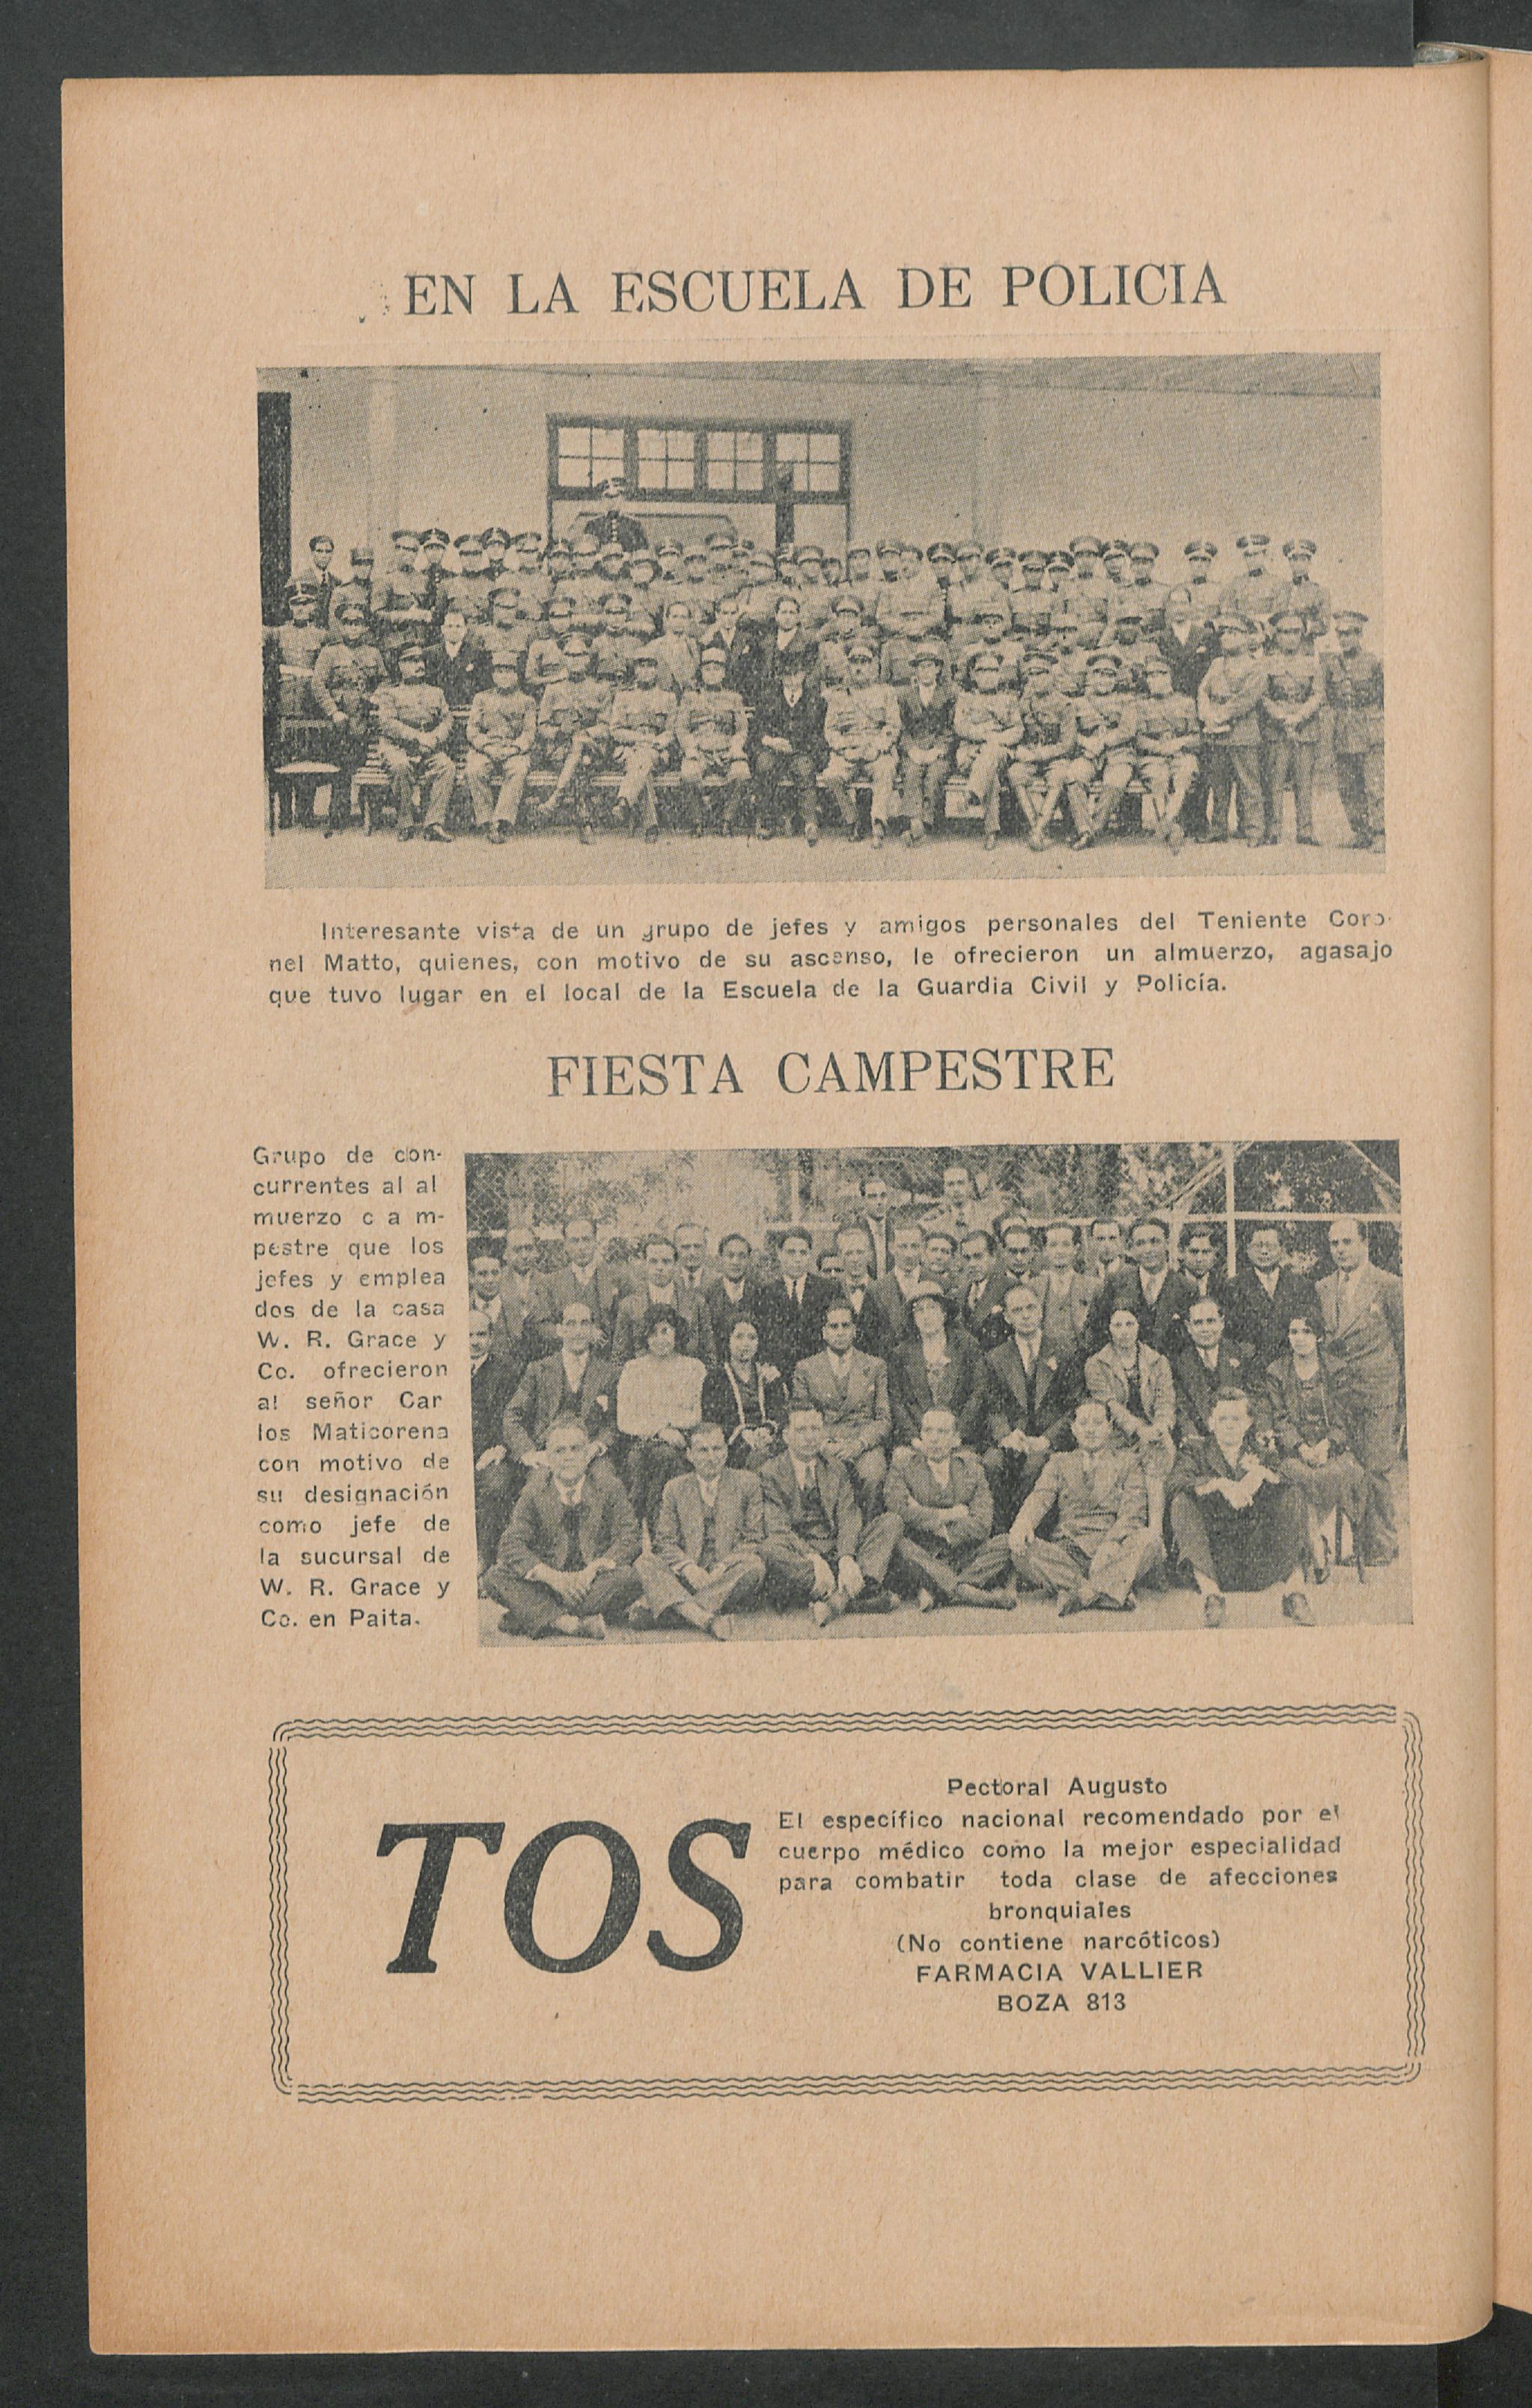 EN LA ESCUELA DE POLICIA
Interesante vista de un grupo de jefes y amigos personales del Teniente Coro-
nel Matto, quienes, con motivo de su ascenso, le ofrecieron un almuerzo, agasajo
que tuvo lugar en el local de la Escuela de la Guardia Civil y Policía.
FIESTA CAMPESTRE
Grupo de con-
currentes al al
muerzo c a m-
pestre que los
jefes y emplea
dos de la casa
W. R. Grace y
Co. ofrecieron
al señor Car
los Maticorena
con motivo de
su designación
como jefe de
la sucursal de
W. R. Grace y
Co. en Paita.
TOS
Pectoral Augusto
El específico nacional recomendado por el
cuerpo médico como la mejor especialidad
para combatir toda clase de afecciones
bronquiales
(No contiene narcóticos)
FARMACIA VALLIER
BOZA 813